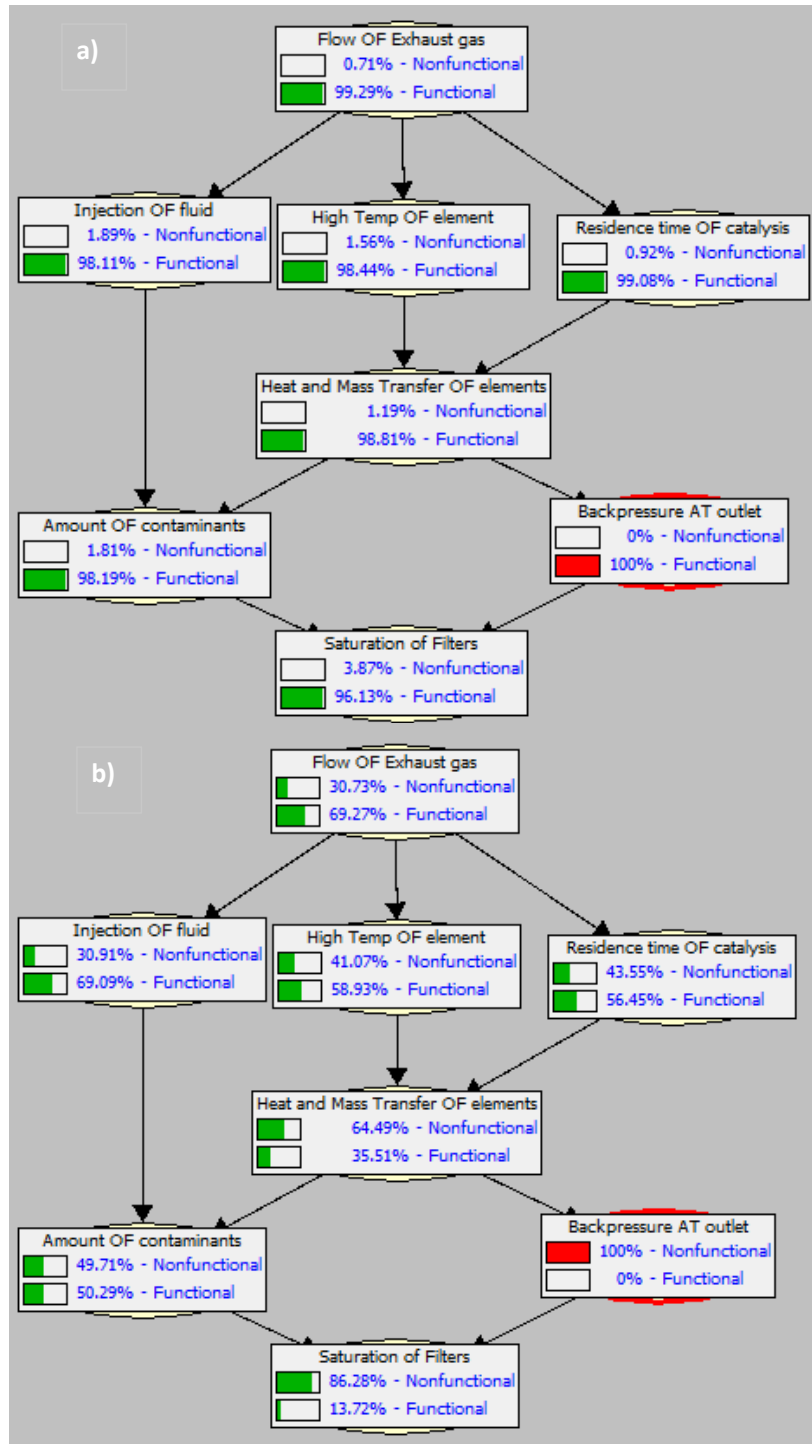 a)
Flow OF Exhaust gas
0.71% - Nonfunctional
99.29% - Functional
Injection OF fluid
1.89% - Nonfunctional
98.11% - Functional
High Temp OF element
1.56% - Nonfunctional
98.44% - Functional
Residence time OF catalysis
0.92% - Nonfunctional
99.08% - Functional
Heat and Mass Transfer OF elements
1.19% - Nonfunctional
98.81% - Functional
Amount OF contaminants
1.81% - Nonfunctional
98.19% - Functional
Backpressure AT outlet
0% - Nonfunctional
100% - Functional
Saturation of Filters
3.87% - Nonfunctional
96.13% - Functional
b)
Flow OF Exhaust gas
30.73% - Nonfunctional
69.27% - Functional
Injection OF fluid
30.91% - Nonfunctional
69.09% - Functional
High Temp OF element
41.07% - Nonfunctional
58.93% - Functional
Residence time OF catalysis
43.55% - Nonfunctional
56.45% - Functional
Heat and Mass Transfer OF elements
64.49% - Nonfunctional
35.51% - Functional
Amount OF contaminants
49.71% - Nonfunctional
50.29% - Functional
Backpressure AT outlet
100% - Nonfunctional
0% - Functional
Saturation of Filters
86.28% - Nonfunctional
13.72% - Functional